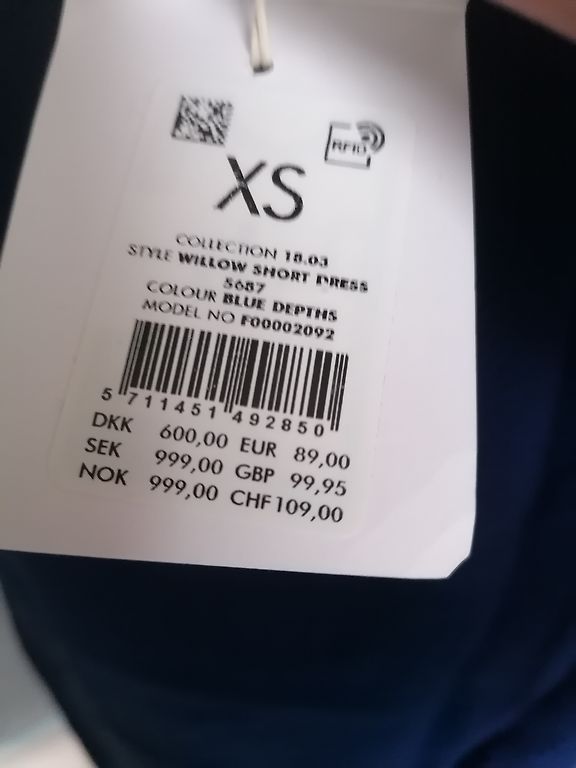 RFID
XS
COLLECTION 18.03
STYLE WILLOW SHORT DRESS
5687
COLOUR BLUE DEPTHS
MODEL NO F00002092
5 711451 492850
DKK 600,00 EUR 89,00
SEK 999,00 GBP 99,95
NOK 999,00 CHF 109,00